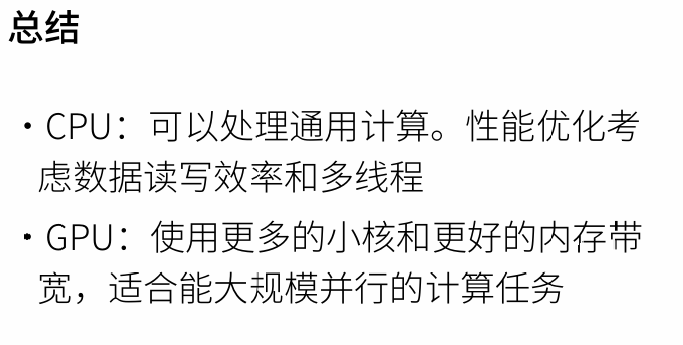 总结
• CPU：可以处理通用计算。性能优化考
虑数据读写效率和多线程
• GPU：使用更多的小核和更好的内存带
宽，适合能大规模并行的计算任务